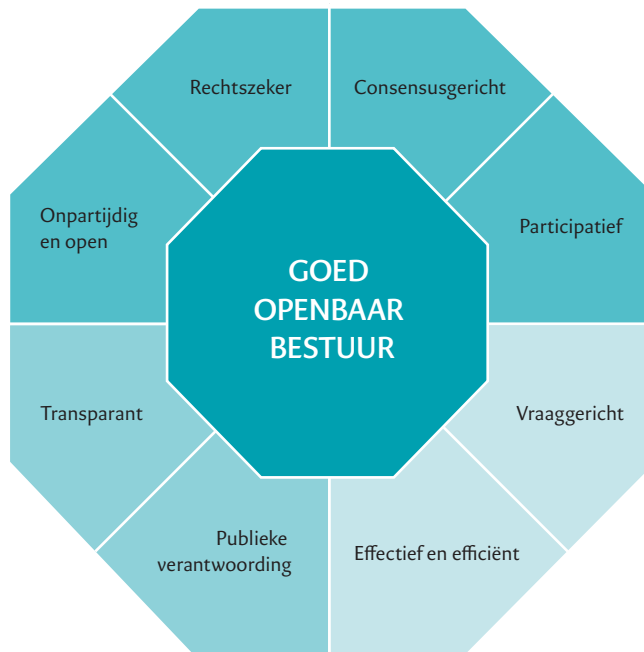 Rechtszeker
Consensusgericht
Onpartijdig
en open
Participatief
GOED
OPENBAAR
BESTUUR
Transparant
Vraaggericht
Publieke
verantwoording
Effectief en efficiënt